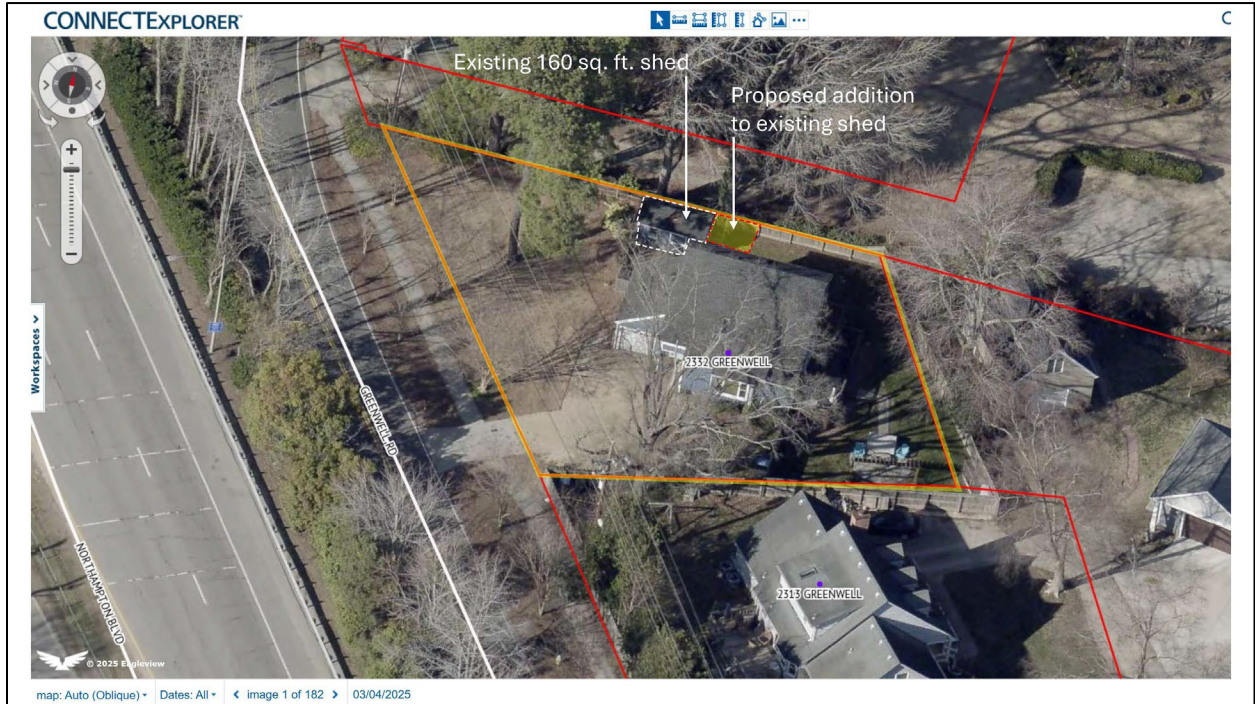 CONNECTEXPLORER™
Existing 160 sq. ft. shed
Proposed addition
to existing shed
Workspaces
2332 GREENWELL
GREENWELL RD
NORTHAMPTON BLVD
2313 GREENWELL
© 2025 Eagleview
map: Auto (Oblique)
Dates: All
image 1 of 182
03/04/2025